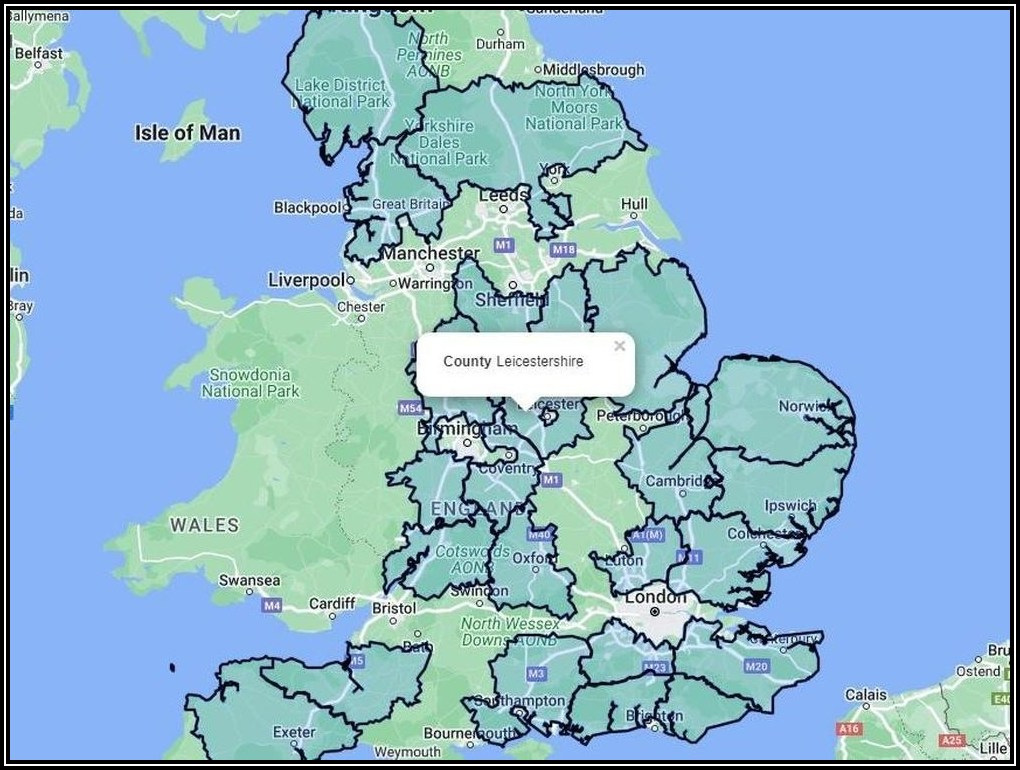 Ballymena
Belfast
Durham
North
Pennines
AONB
Middlesbrough
Lake District
National Park
North York
Moors
National Park
Isle of Man
Yorkshire
Dales
National Park
York
Leeds
Blackpool
Great Britain
Hull
M1
M18
Manchester
Liverpool
Warrington
Sheffield
Chester
County Leicestershire
×
Snowdonia
National Park
M54
Leicester
Peterborough
Norwich
Birmingham
Coventry
M1
Cambridge
ENGLAND
Ipswich
WALES
M40
A1(M)
Colchester
Cotswolds
AONB
Oxford
Luton
M11
Swansea
Swindon
London
M4
Cardiff
Bristol
North Wessex
Downs AONB
Bath
Canterbury
M5
M3
M23
M20
Bru
Ostend
Southampton
Calais
E40
Exeter
Bournemouth
Brighton
A16
A25
Weymouth
Lille